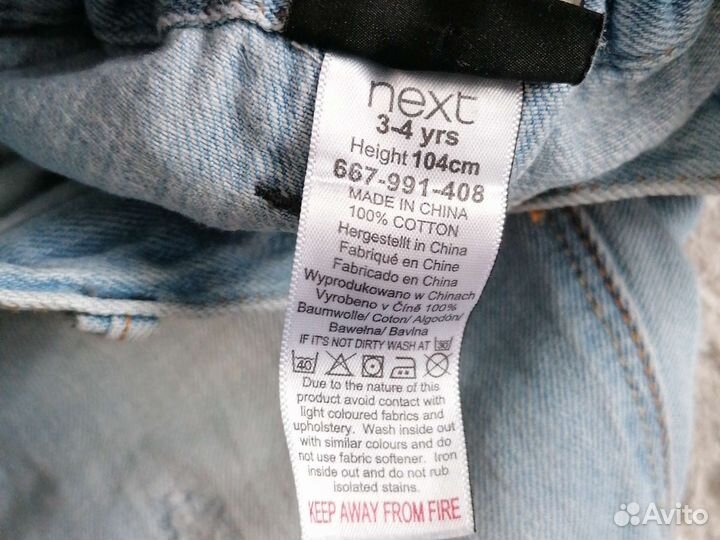 next
3-4 yrs
Height 104cm
667-991-408
MADE IN CHINA
100% COTTON
Hergestellt in China
Fabriqué en Chine
Fabricado en China
Wyprodukowano w Chinach
Vyrobeno v Číně 100%
Baumwolle/ Coton/ Algodón/
Bawełna/ Bavlna
IF IT'S NOT DIRTY WASH AT 30
40
Due to the nature of this
product avoid contact with
light coloured fabrics and
upholstery. Wash inside out
with similar colours and do
not use fabric softener. Iron
inside out and do not rub
isolated stains.
KEEP AWAY FROM FIRE
Avito